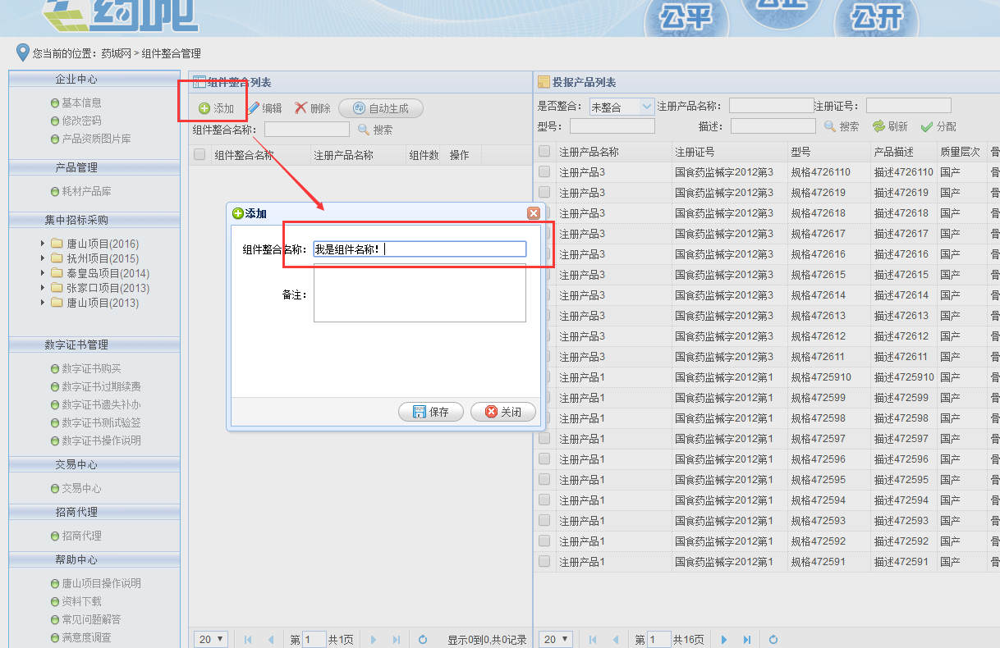 药
公平
公正
公开
您当前的位置：药城网 > 组件整合管理
企业中心
基本信息
修改密码
产品资质图片库
产品管理
耗材产品库
集中招标采购
唐山项目(2016)
抚州项目(2015)
秦皇岛项目(2014)
张家口项目(2013)
唐山项目(2013)
数字证书管理
数字证书购买
数字证书过期续费
数字证书遗失补办
数字证书测试验签
数字证书操作说明
交易中心
交易中心
招商代理
招商代理
帮助中心
唐山项目操作说明
资料下载
常见问题解答
满意度调查
组件整合列表
添加 编辑 删除 自动生成
组件整合名称： 搜索
组件整合名称 注册产品名称 组件数 操作
添加
组件整合名称： 我是组件名称！
备注：
保存 关闭
20 第 1 共1页 显示0到0,共0记录
投报产品列表
是否整合： 未整合 注册产品名称： 注册证号：
型号： 描述： 搜索 刷新 分配
注册产品名称 注册证号 型号 产品描述 质量层次 骨
注册产品3 国食药监械字2012第3 规格4726110 描述4726110 国产 骨
注册产品3 国食药监械字2012第3 规格472619 描述472619 国产 骨
注册产品3 国食药监械字2012第3 规格472618 描述472618 国产 骨
注册产品3 国食药监械字2012第3 规格472617 描述472617 国产 骨
注册产品3 国食药监械字2012第3 规格472616 描述472616 国产 骨
注册产品3 国食药监械字2012第3 规格472615 描述472615 国产 骨
注册产品3 国食药监械字2012第3 规格472614 描述472614 国产 骨
注册产品3 国食药监械字2012第3 规格472613 描述472613 国产 骨
注册产品3 国食药监械字2012第3 规格472612 描述472612 国产 骨
注册产品3 国食药监械字2012第3 规格472611 描述472611 国产 骨
注册产品1 国食药监械字2012第1 规格4725910 描述4725910 国产 骨
注册产品1 国食药监械字2012第1 规格472599 描述472599 国产 骨
注册产品1 国食药监械字2012第1 规格472598 描述472598 国产 骨
注册产品1 国食药监械字2012第1 规格472597 描述472597 国产 骨
注册产品1 国食药监械字2012第1 规格472596 描述472596 国产 骨
注册产品1 国食药监械字2012第1 规格472595 描述472595 国产 骨
注册产品1 国食药监械字2012第1 规格472594 描述472594 国产 骨
注册产品1 国食药监械字2012第1 规格472593 描述472593 国产 骨
注册产品1 国食药监械字2012第1 规格472592 描述472592 国产 骨
注册产品1 国食药监械字2012第1 规格472591 描述472591 国产 骨
20 第 1 共16页